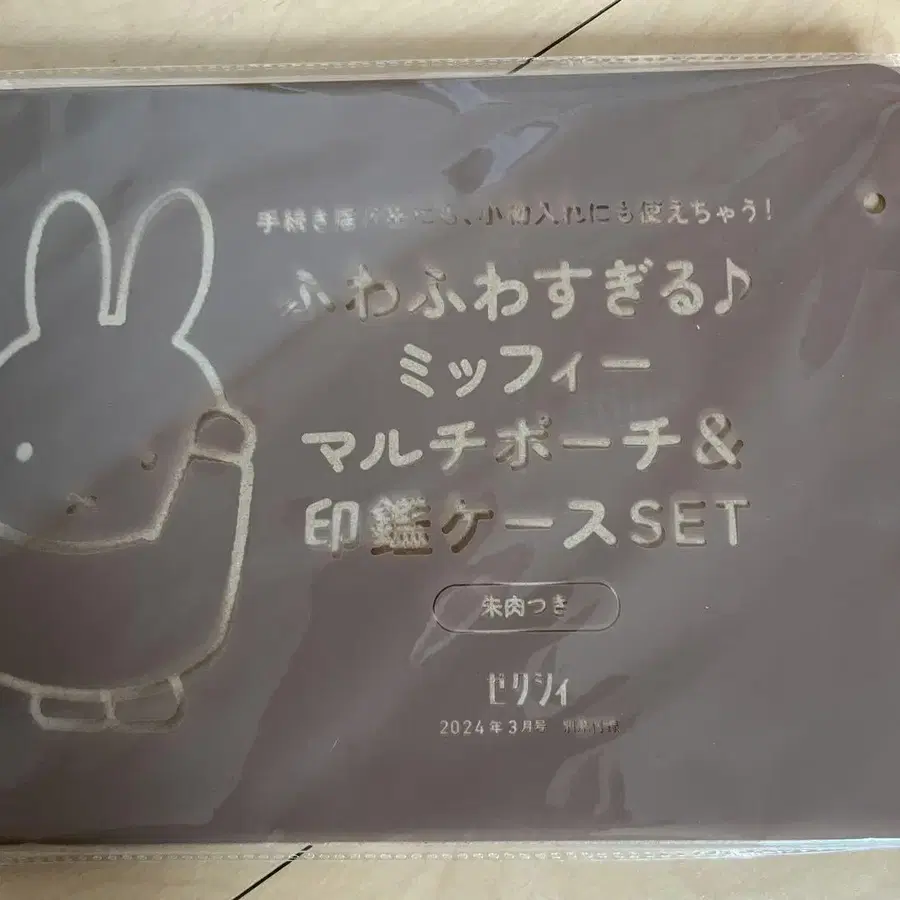 手続き
にも、小物入れにも使えちゃう!
ふわふわすぎる♪
ミッフィー
マルチポーチ&
印鑑ケースSET
朱肉つき
ゼクシィ
2024年3月号 別冊付録